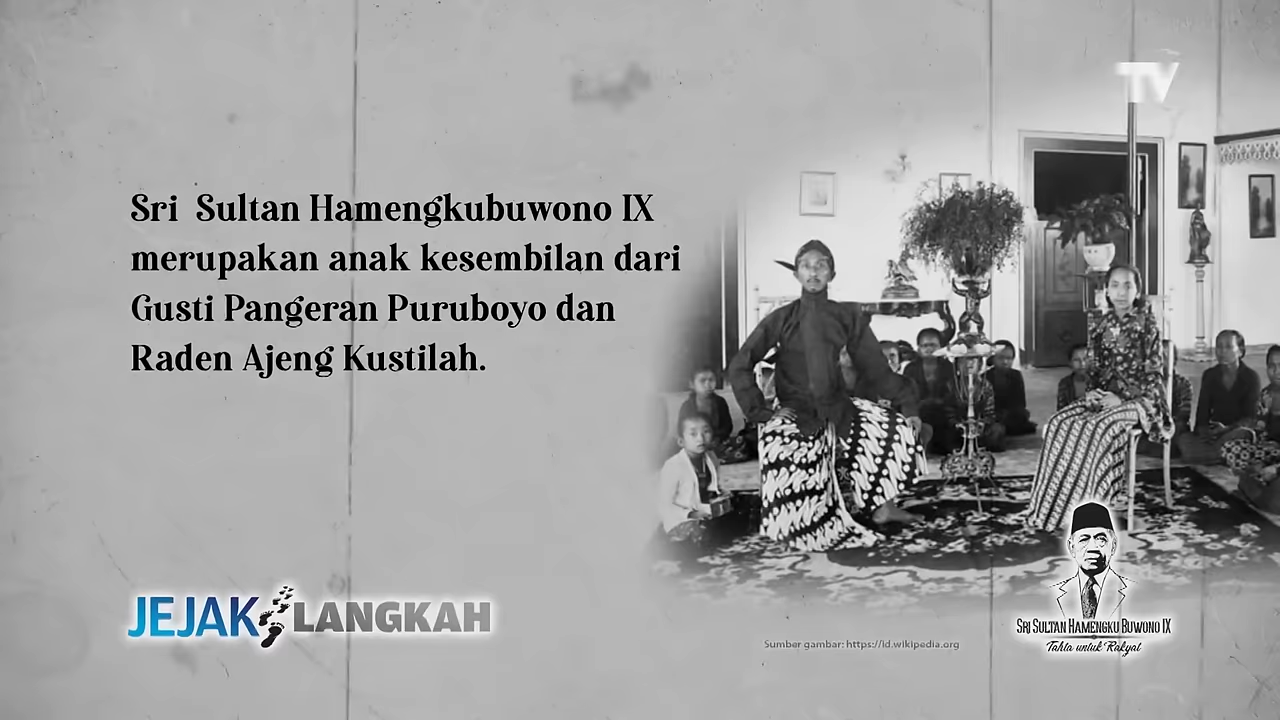 TV
Sri Sultan Hamengkubuwono IX
merupakan anak kesembilan dari
Gusti Pangeran Puruboyo dan
Raden Ajeng Kustilah.
JEJAK LANGKAH
Sumber gambar: https://id.wikipedia.org
SRI SULTAN HAMENGKU BUWONO IX
Tahta untuk Rakyat